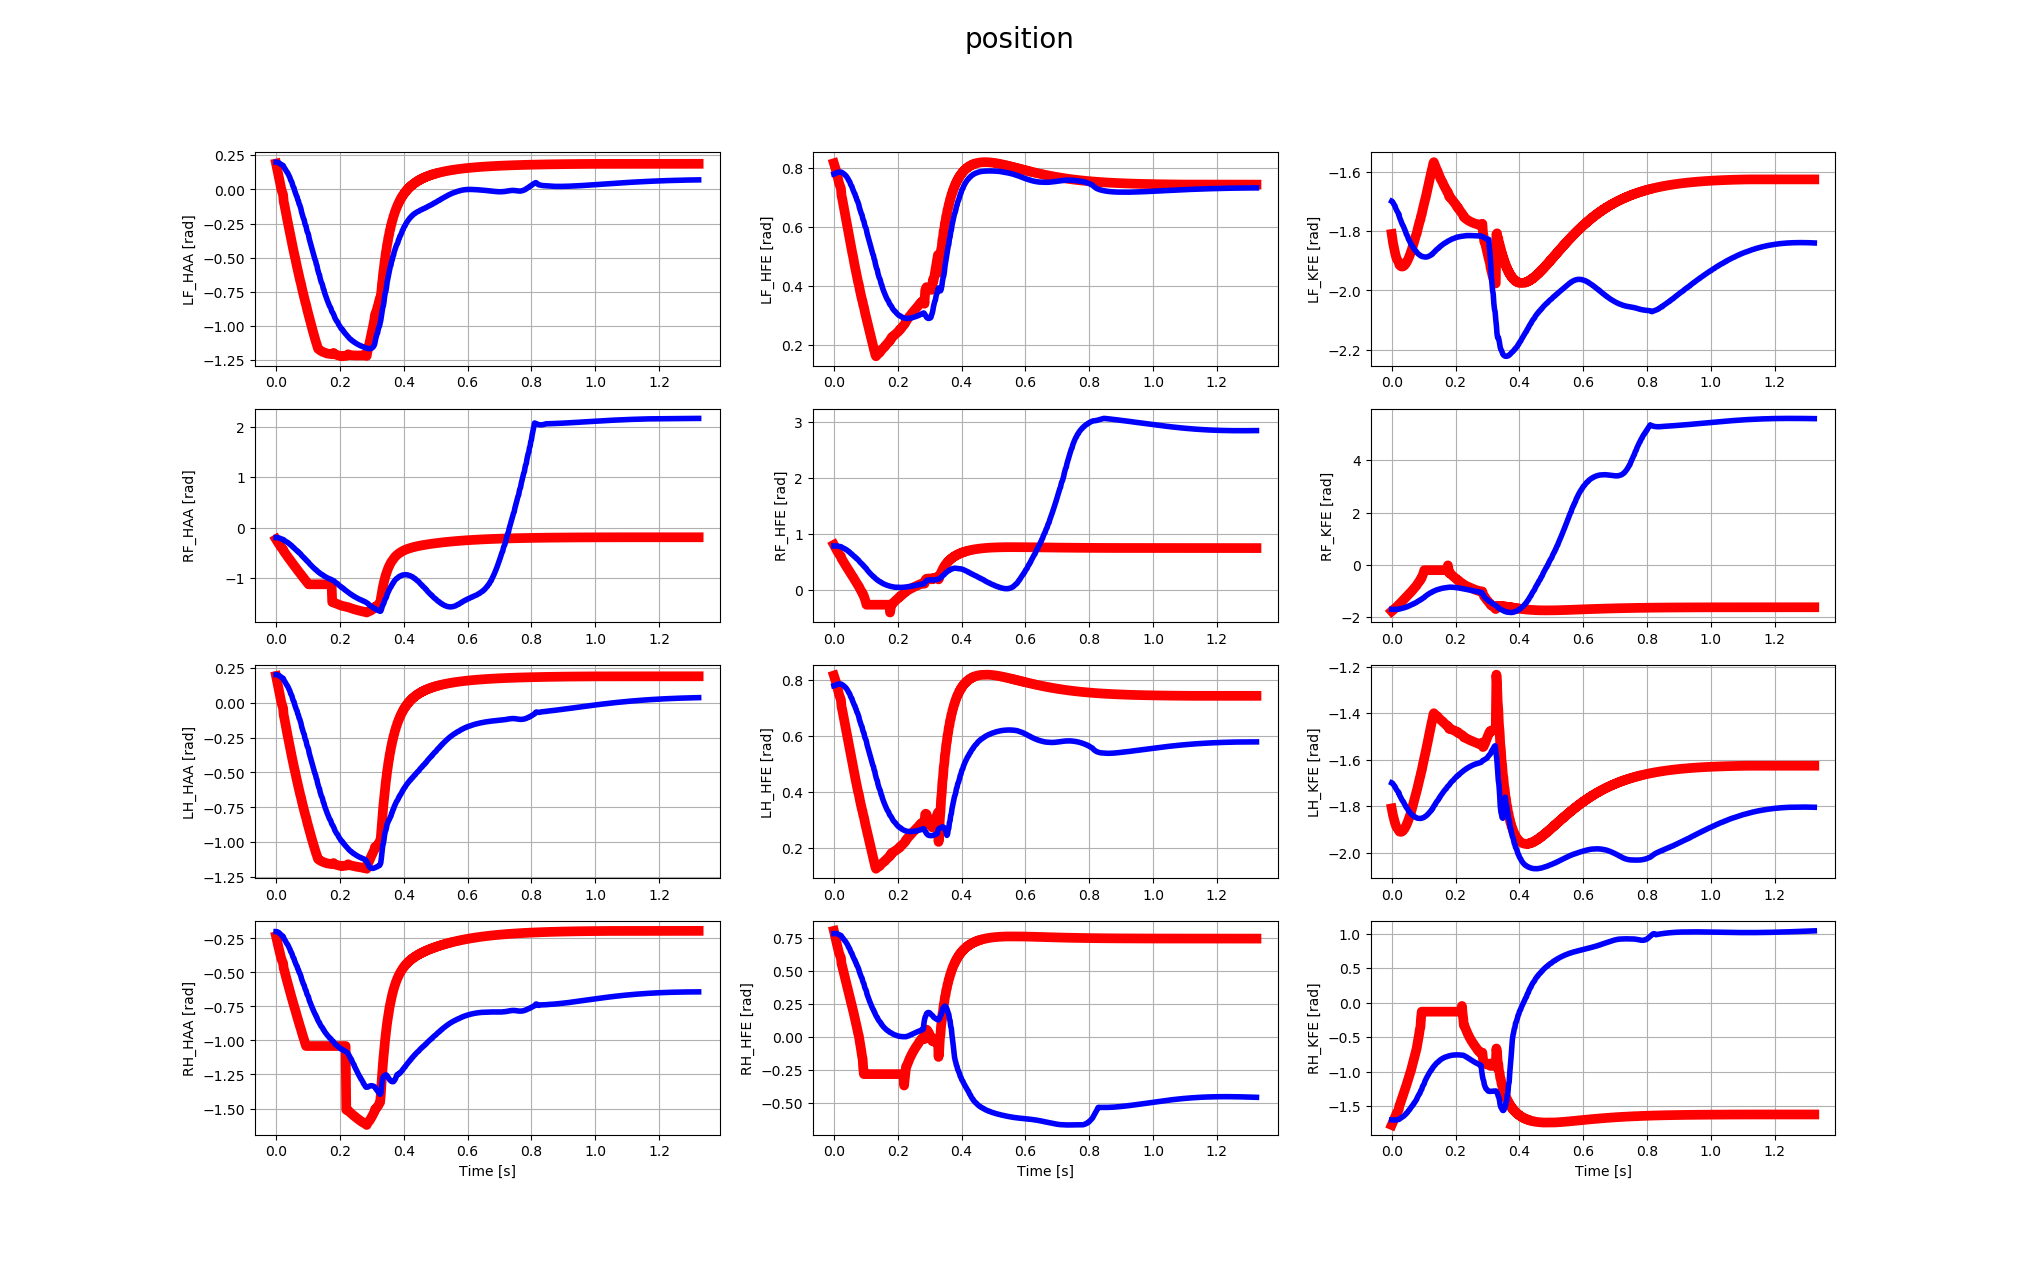 position
LF_HAA [rad]
0.25
0.00
−0.25
−0.50
−0.75
−1.00
−1.25
0.0 0.2 0.4 0.6 0.8 1.0 1.2
LF_HFE [rad]
0.8
0.6
0.4
0.2
0.0 0.2 0.4 0.6 0.8 1.0 1.2
LF_KFE [rad]
−1.6
−1.8
−2.0
−2.2
0.0 0.2 0.4 0.6 0.8 1.0 1.2
RF_HAA [rad]
2
1
0
−1
0.0 0.2 0.4 0.6 0.8 1.0 1.2
RF_HFE [rad]
3
2
1
0
0.0 0.2 0.4 0.6 0.8 1.0 1.2
RF_KFE [rad]
4
2
0
−2
0.0 0.2 0.4 0.6 0.8 1.0 1.2
LH_HAA [rad]
0.25
0.00
−0.25
−0.50
−0.75
−1.00
−1.25
0.0 0.2 0.4 0.6 0.8 1.0 1.2
LH_HFE [rad]
0.8
0.6
0.4
0.2
0.0 0.2 0.4 0.6 0.8 1.0 1.2
LH_KFE [rad]
−1.2
−1.4
−1.6
−1.8
−2.0
0.0 0.2 0.4 0.6 0.8 1.0 1.2
RH_HAA [rad]
−0.25
−0.50
−0.75
−1.00
−1.25
−1.50
0.0 0.2 0.4 0.6 0.8 1.0 1.2
Time [s]
RH_HFE [rad]
0.75
0.50
0.25
0.00
−0.25
−0.50
0.0 0.2 0.4 0.6 0.8 1.0 1.2
Time [s]
RH_KFE [rad]
1.0
0.5
0.0
−0.5
−1.0
−1.5
0.0 0.2 0.4 0.6 0.8 1.0 1.2
Time [s]